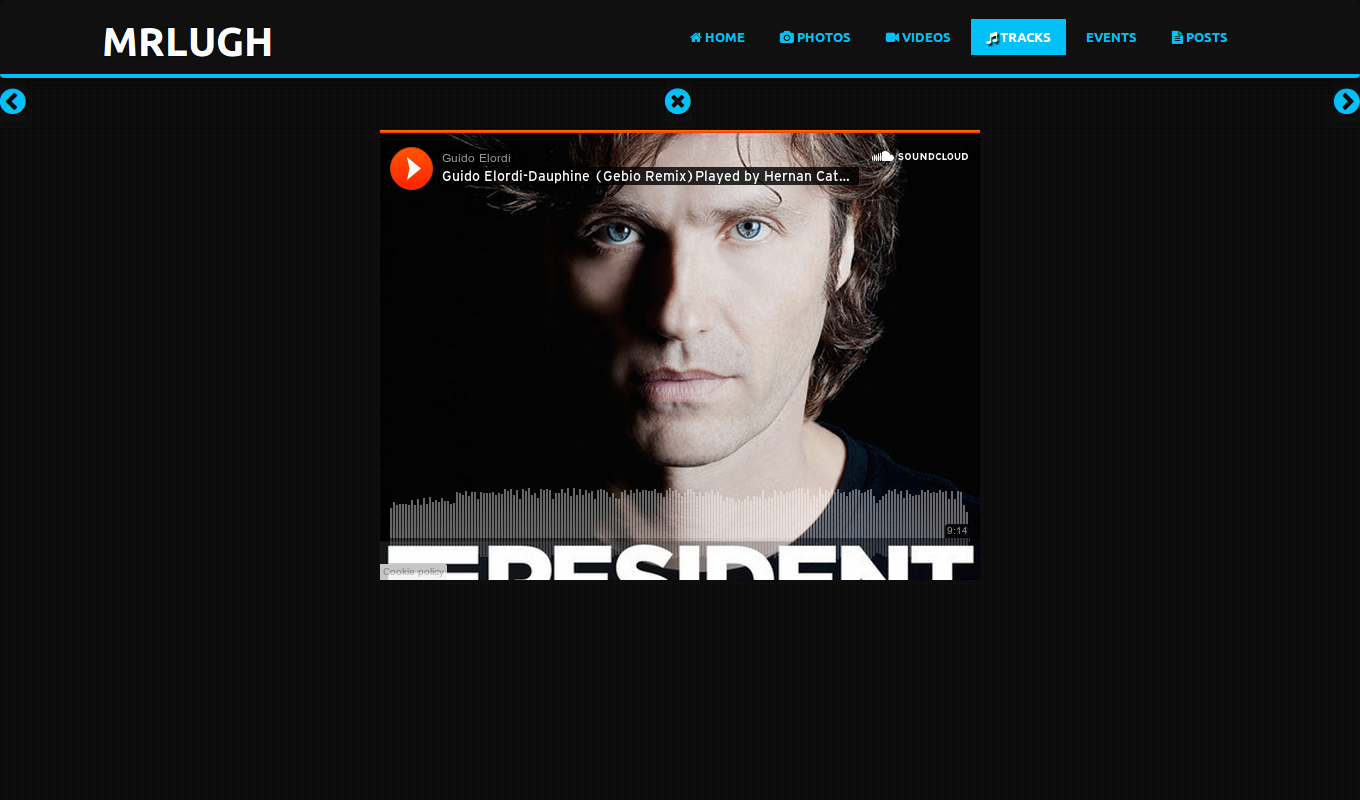 MRLUGH
HOME PHOTOS VIDEOS TRACKS EVENTS POSTS
Guido Elordi
SOUNDCLOUD
Guido Elordi-Dauphine (Gebio Remix)Played by Hernan Cat...
9:14
RESIDENT
Cookie policy